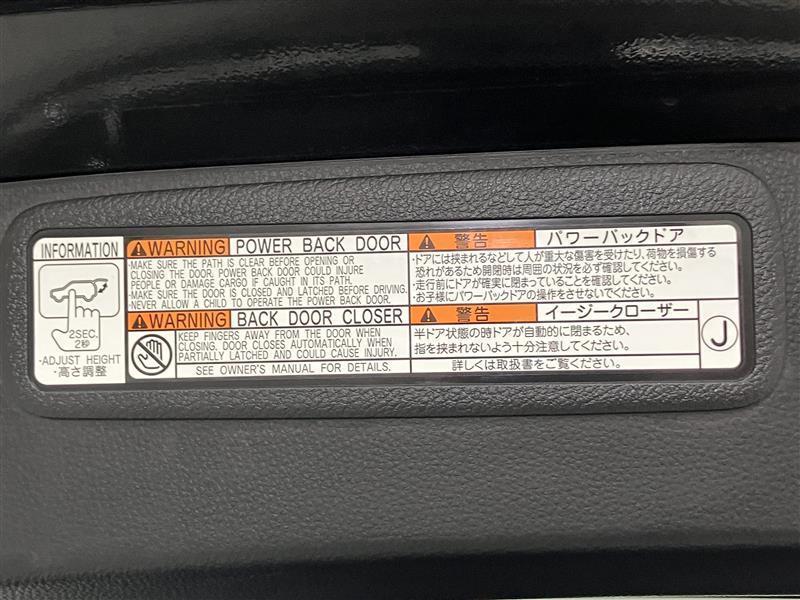 INFORMATION
2SEC.
2秒
·ADJUST HEIGHT
·高さ調整
WARNING POWER BACK DOOR
·MAKE SURE THE PATH IS CLEAR BEFORE OPENING OR
CLOSING THE DOOR. POWER BACK DOOR COULD INJURE
PEOPLE OR DAMAGE CARGO IF CAUGHT IN ITS PATH.
·MAKE SURE THE DOOR IS CLOSED AND LATCHED BEFORE DRIVING.
·NEVER ALLOW A CHILD TO OPERATE THE POWER BACK DOOR.
WARNING BACK DOOR CLOSER
KEEP FINGERS AWAY FROM THE DOOR WHEN
CLOSING. DOOR CLOSES AUTOMATICALLY WHEN
PARTIALLY LATCHED AND COULD CAUSE INJURY.
SEE OWNER'S MANUAL FOR DETAILS.
警告 パワーバックドア
·ドアには挟まれるなどして人が重大な傷害を受けたり、荷物を損傷する
恐れがあるため開閉時は周囲の状況を必ず確認してください。
·走行前にドアが確実に閉まっていることを確認してください。
·お子様にパワーバックドアの操作をさせないでください。
警告 イージークローザー
半ドア状態の時ドアが自動的に閉まるため、
指を挟まれないよう十分注意してください。
詳しくは取扱書をご覧ください。
J